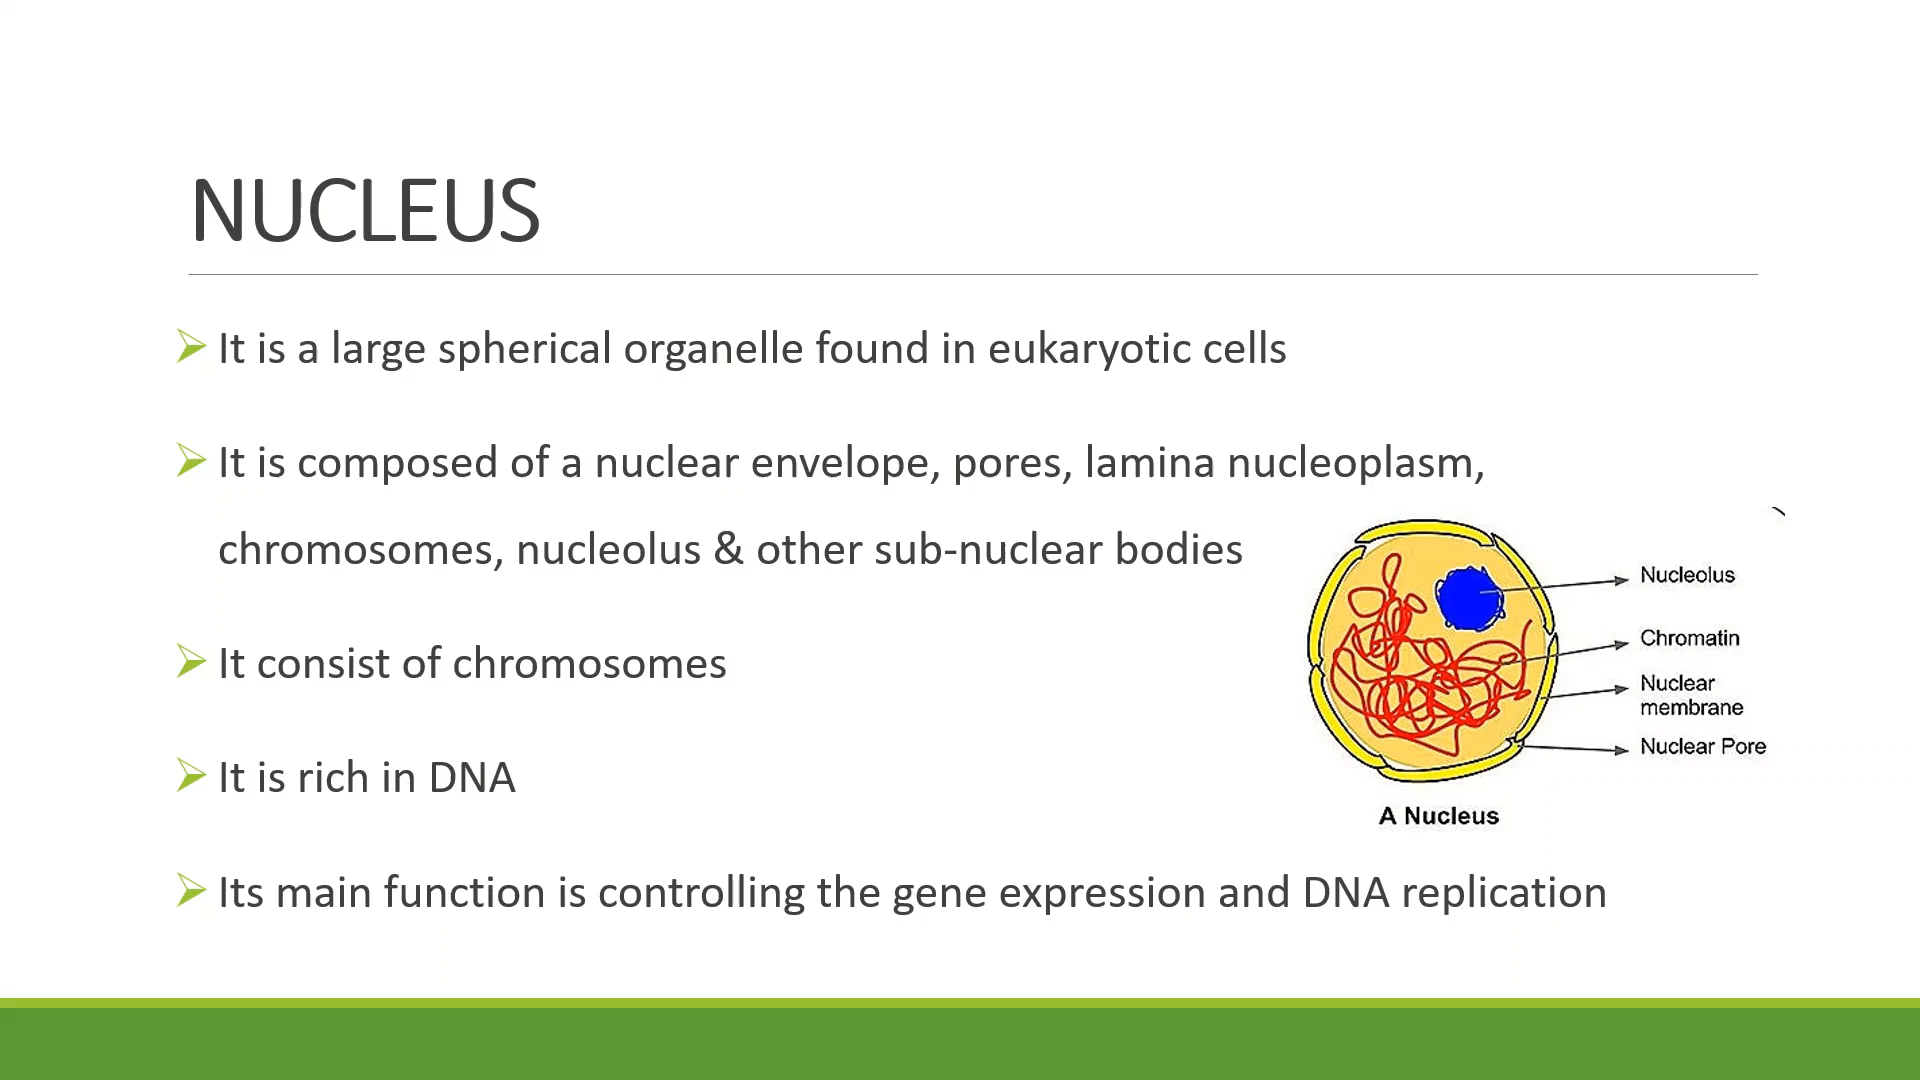 NUCLEUS
It is a large spherical organelle found in eukaryotic cells
It is composed of a nuclear envelope, pores, lamina nucleoplasm,
chromosomes, nucleolus & other sub-nuclear bodies
It consist of chromosomes
It is rich in DNA
Its main function is controlling the gene expression and DNA replication
Nucleolus
Chromatin
Nuclear
membrane
Nuclear Pore
A Nucleus